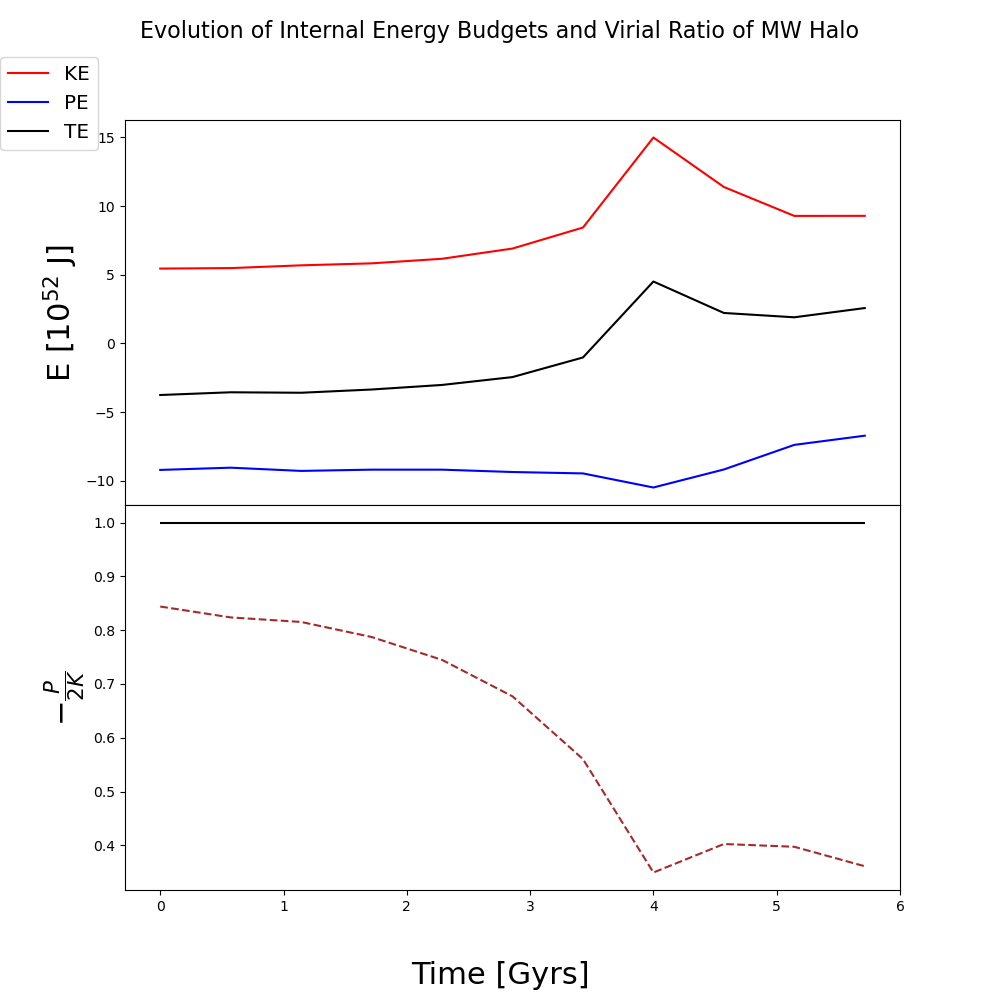 Evolution of Internal Energy Budgets and Virial Ratio of MW Halo
KE
PE
TE
15
10
5
0
−5
−10
E [10^52 J]
1.0
0.9
0.8
0.7
0.6
0.5
0.4
−P/2K
0 1 2 3 4 5 6
Time [Gyrs]